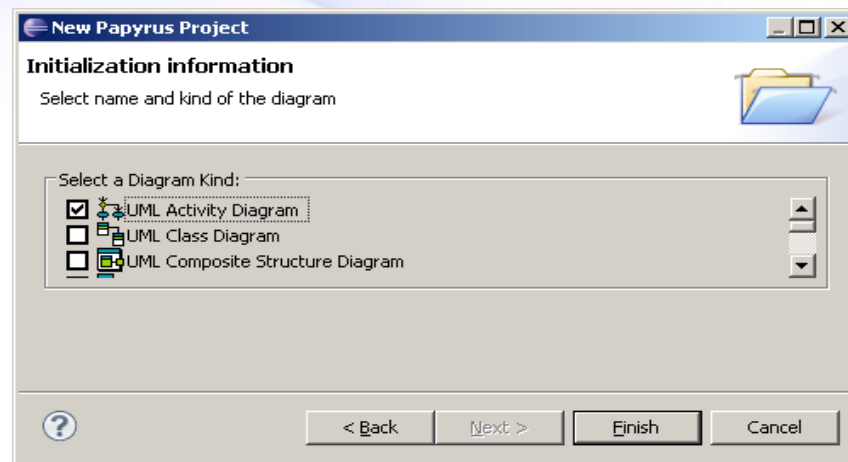 New Papyrus Project
Initialization information
Select name and kind of the diagram
Select a Diagram Kind:
UML Activity Diagram
UML Class Diagram
UML Composite Structure Diagram
?
< Back Next > Finish Cancel